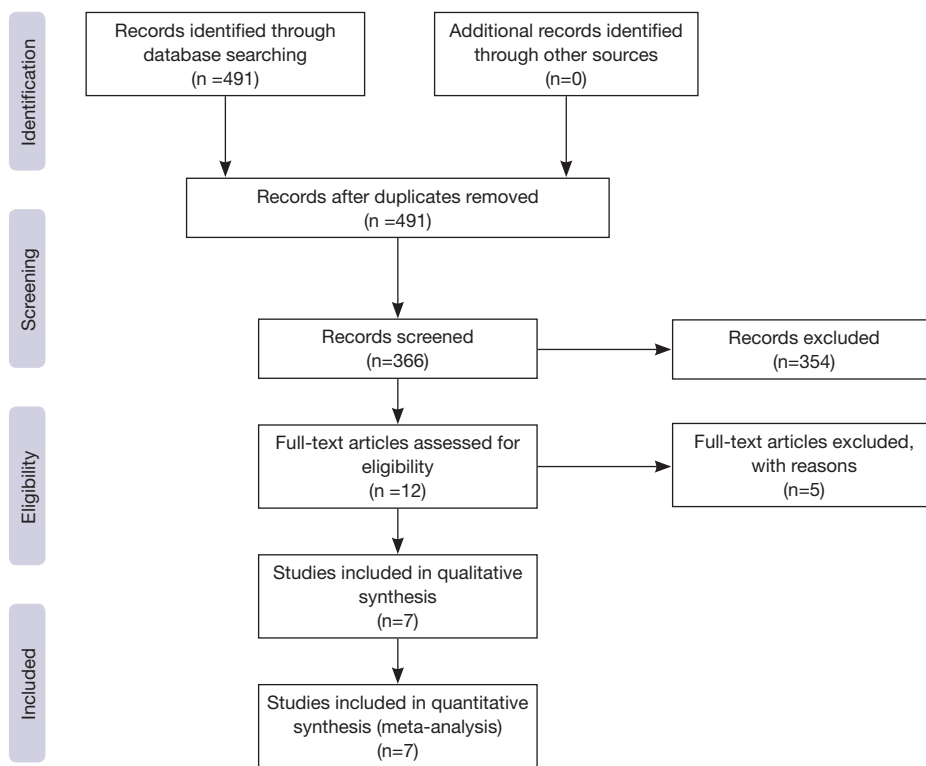 Identification
Records identified through
database searching
(n =491)
Additional records identified
through other sources
(n=0)
Records after duplicates removed
(n =491)
Screening
Records screened
(n=366)
Records excluded
(n=354)
Eligibility
Full-text articles assessed for
eligibility
(n =12)
Full-text articles excluded,
with reasons
(n=5)
Studies included in qualitative
synthesis
(n=7)
Included
Studies included in quantitative
synthesis (meta-analysis)
(n=7)